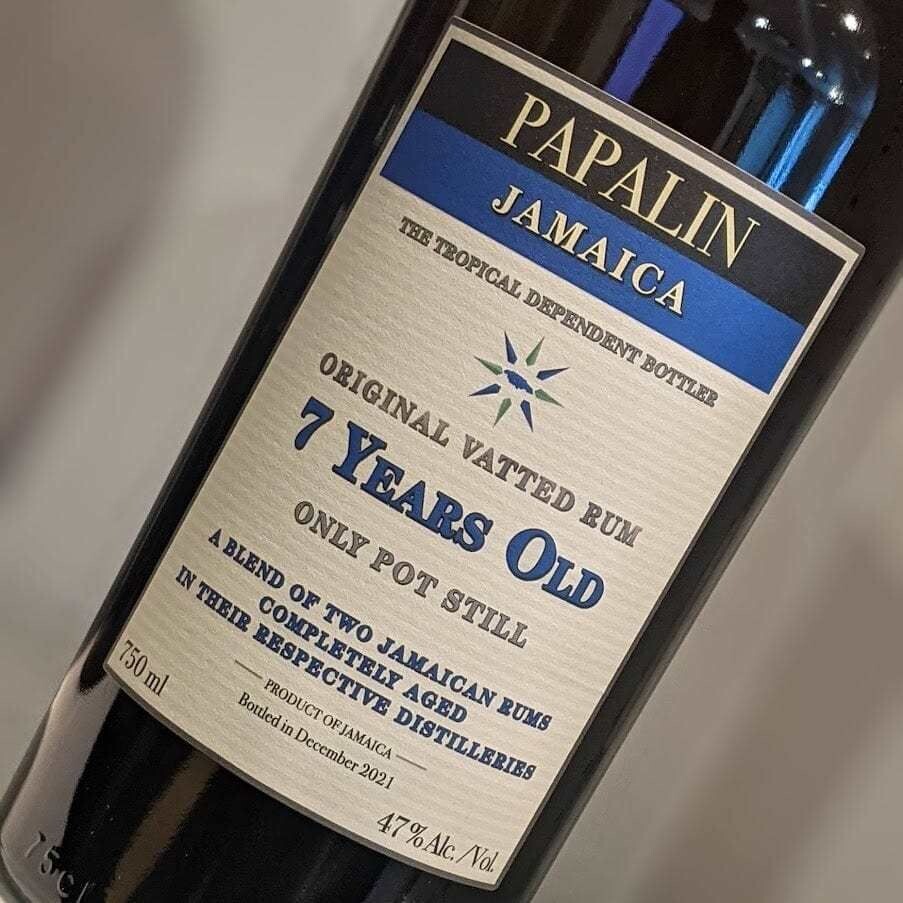 PAPALIN
JAMAICA
THE TROPICAL DEPENDENT BOTTLER
ORIGINAL VATTED RUM
7 YEARS OLD
ONLY POT STILL
A BLEND OF TWO JAMAICAN RUMS
COMPLETELY AGED
IN THEIR RESPECTIVE DISTILLERIES
750 ml
PRODUCT OF JAMAICA
Bottled in December 2021
47% Alc./Vol.